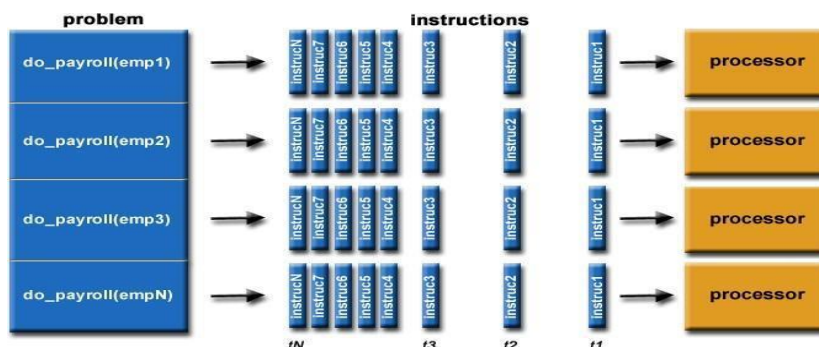 problem instructions
do_payroll(emp1) instrucN instruc7 instruc6 instruc5 instruc4 instruc3 instruc2 instruc1 processor
do_payroll(emp2) instrucN instruc7 instruc6 instruc5 instruc4 instruc3 instruc2 instruc1 processor
do_payroll(emp3) instrucN instruc7 instruc6 instruc5 instruc4 instruc3 instruc2 instruc1 processor
do_payroll(empN) instrucN instruc7 instruc6 instruc5 instruc4 instruc3 instruc2 instruc1 processor
tN t3 t2 t1